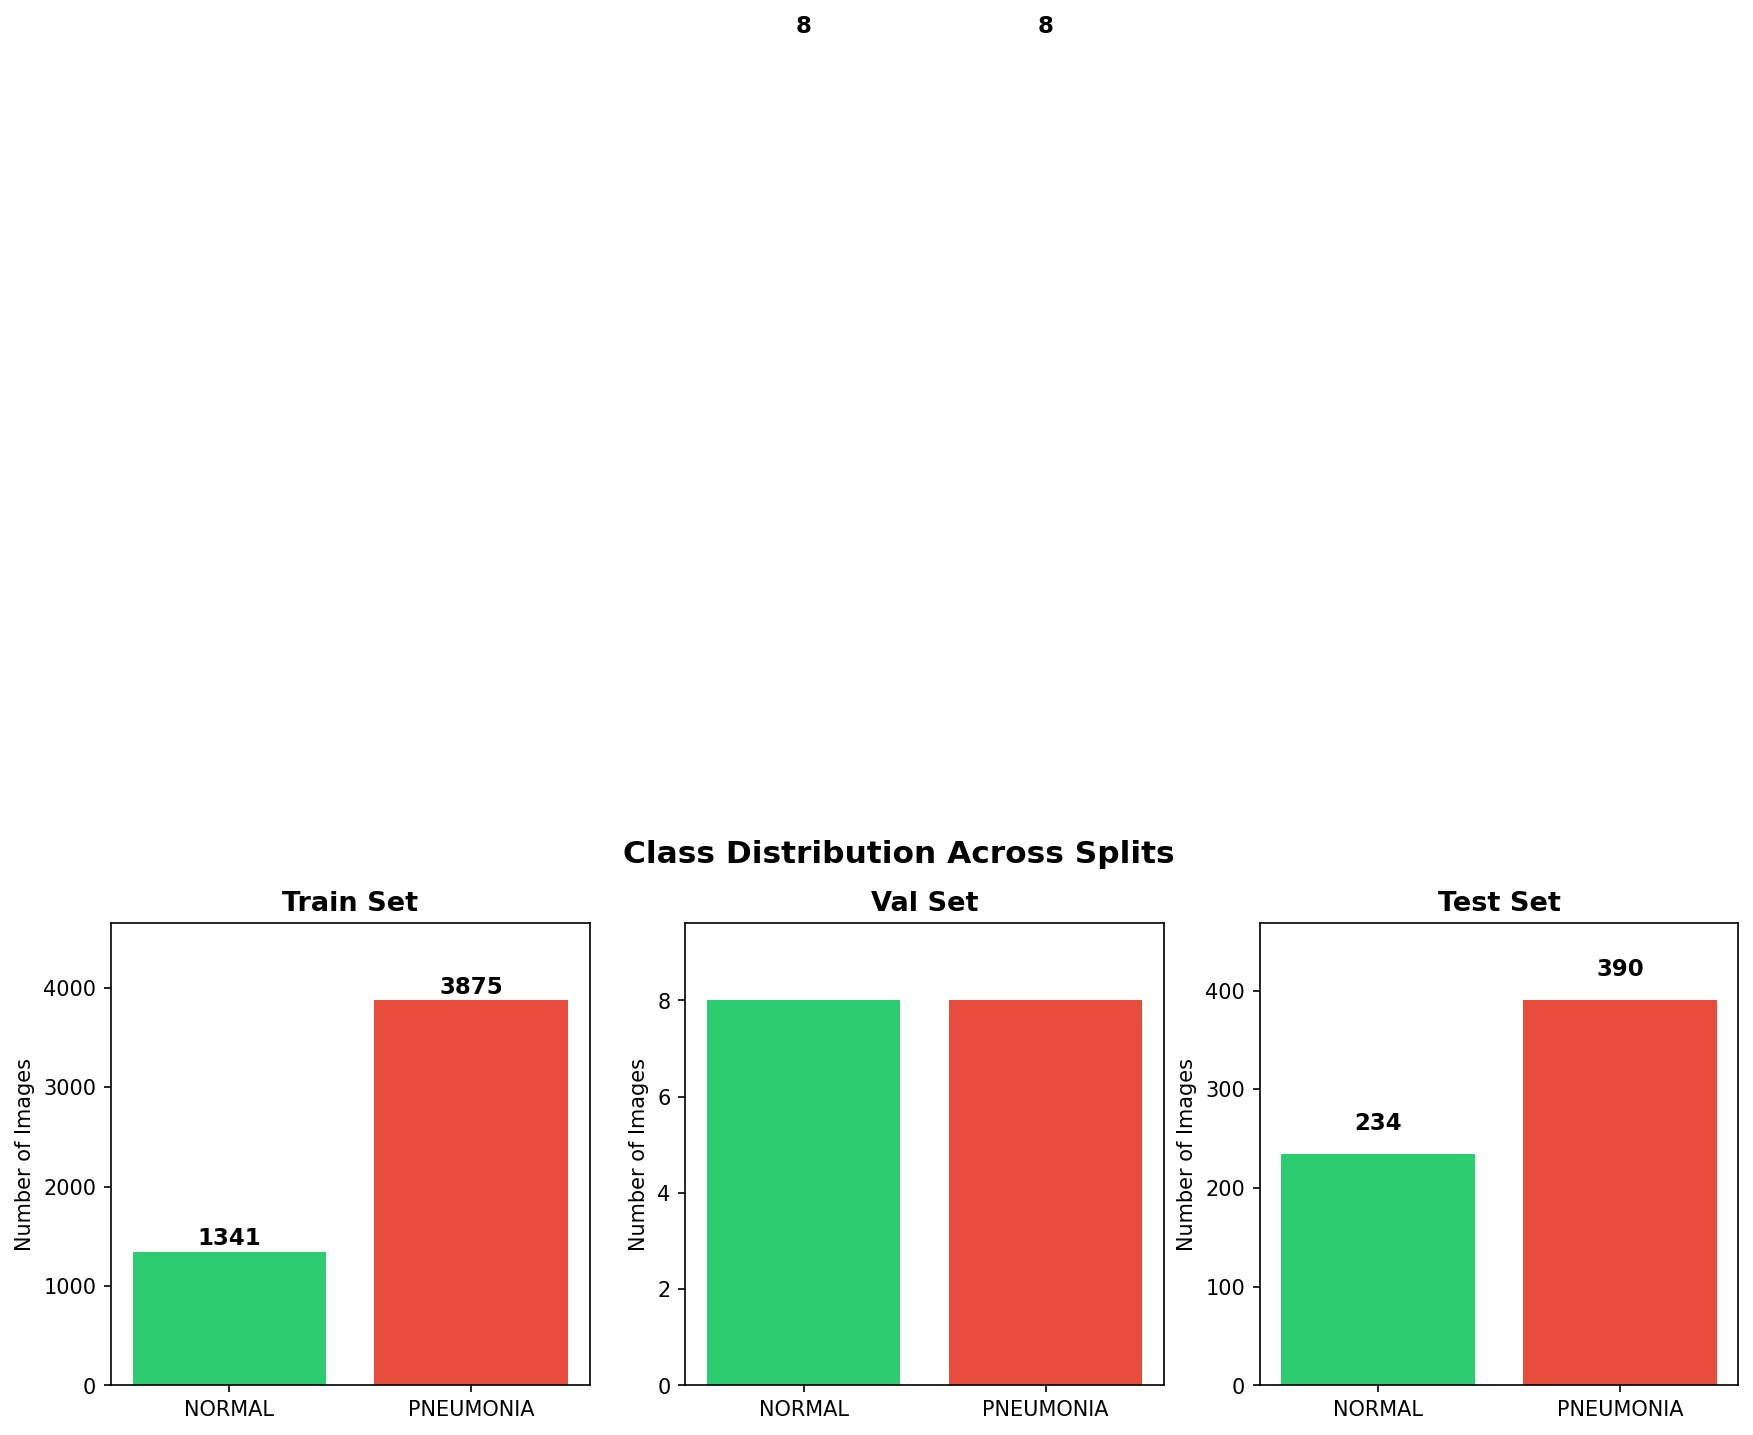 8 8
Class Distribution Across Splits
Train Set
Number of Images
4000
3000
2000
1000
0
1341
3875
NORMAL PNEUMONIA
Val Set
Number of Images
8
6
4
2
0
NORMAL PNEUMONIA
Test Set
Number of Images
400
300
200
100
0
234
390
NORMAL PNEUMONIA